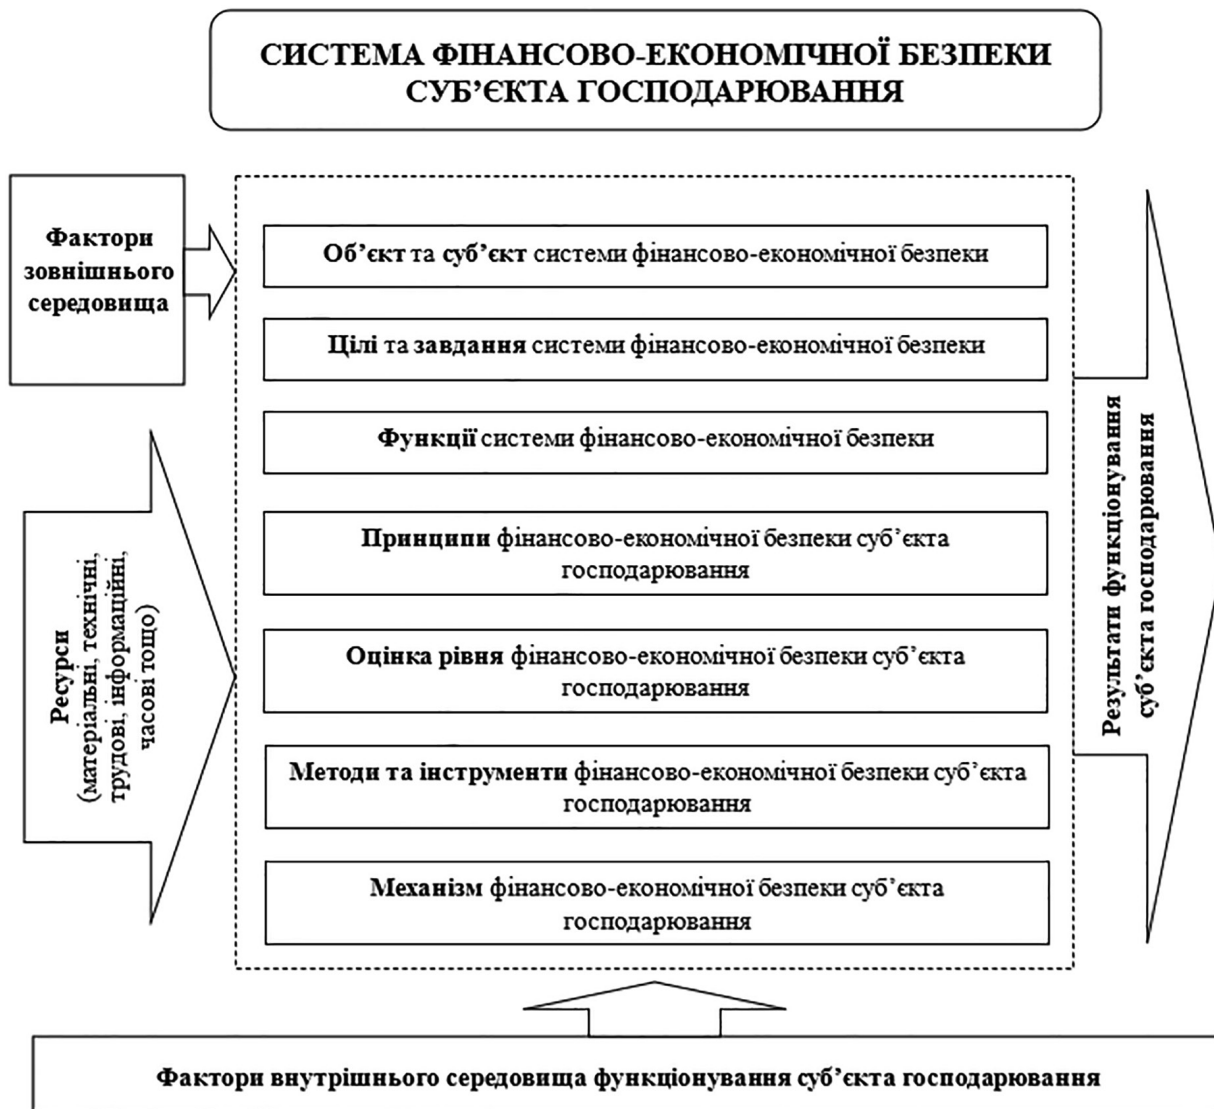 СИСТЕМА ФІНАНСОВО-ЕКОНОМІЧНОЇ БЕЗПЕКИ
СУБ’ЄКТА ГОСПОДАРЮВАННЯ
Фактори
зовнішнього
середовища
Об’єкт та суб’єкт системи фінансово-економічної безпеки
Цілі та завдання системи фінансово-економічної безпеки
Функції системи фінансово-економічної безпеки
Принципи фінансово-економічної безпеки суб’єкта
господарювання
Оцінка рівня фінансово-економічної безпеки суб’єкта
господарювання
Методи та інструменти фінансово-економічної безпеки суб’єкта
господарювання
Механізм фінансово-економічної безпеки суб’єкта
господарювання
Ресурси
(матеріальні, технічні,
трудові, інформаційні,
часові тощо)
Результати функціонування
суб’єкта господарювання
Фактори внутрішнього середовища функціонування суб’єкта господарювання